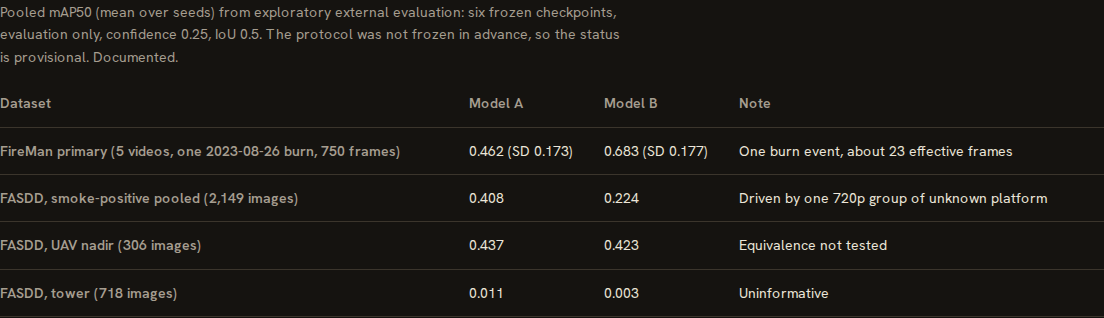 Pooled mAP50 (mean over seeds) from exploratory external evaluation: six frozen checkpoints,
evaluation only, confidence 0.25, IoU 0.5. The protocol was not frozen in advance, so the status
is provisional. Documented.
Dataset Model A Model B Note
FireMan primary (5 videos, one 2023-08-26 burn, 750 frames) 0.462 (SD 0.173) 0.683 (SD 0.177) One burn event, about 23 effective frames
FASDD, smoke-positive pooled (2,149 images) 0.408 0.224 Driven by one 720p group of unknown platform
FASDD, UAV nadir (306 images) 0.437 0.423 Equivalence not tested
FASDD, tower (718 images) 0.011 0.003 Uninformative